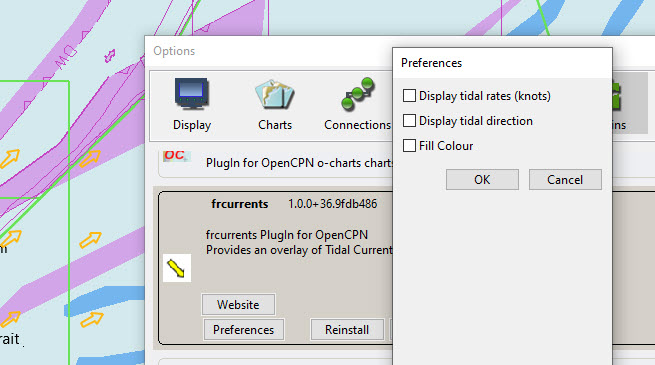 DW
Options
Preferences
Display
Charts
Connections
ins
Display tidal rates (knots)
Display tidal direction
Fill Colour
OK
Cancel
OC
PlugIn for OpenCPN o-charts charts
frcurrents 1.0.0+36.9fdb486
frcurrents PlugIn for OpenCPN
Provides an overlay of Tidal Current
Website
Preferences
Reinstall
m
rait